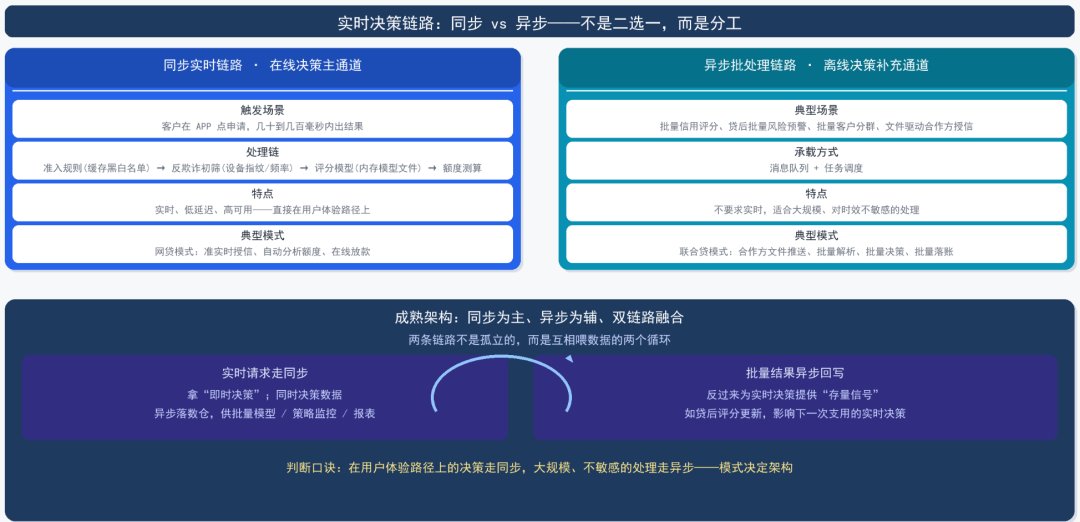 实时决策链路：同步 vs 异步——不是二选一，而是分工
同步实时链路 · 在线决策主通道
触发场景
客户在 APP 点申请，几十到几百毫秒内出结果
处理链
准入规则(缓存黑白名单) → 反欺诈初筛(设备指纹/频率) → 评分模型(内存模型文件) → 额度测算
特点
实时、低延迟、高可用——直接在用户体验路径上
典型模式
网贷模式：准实时授信、自动分析额度、在线放款
异步批处理链路 · 离线决策补充通道
典型场景
批量信用评分、贷后批量风险预警、批量客户分群、文件驱动合作方授信
承载方式
消息队列 + 任务调度
特点
不要求实时，适合大规模、对时效不敏感的处理
典型模式
联合贷模式：合作方文件推送、批量解析、批量决策、批量落账
成熟架构：同步为主、异步为辅、双链路融合
两条链路不是孤立的，而是互相喂数据的两个循环
实时请求走同步
拿“即时决策”；同时决策数据
异步落数仓，供批量模型 / 策略监控 / 报表
批量结果异步回写
反过来为实时决策提供“存量信号”
如贷后评分更新，影响下一次支用的实时决策
判断口诀：在用户体验路径上的决策走同步，大规模、不敏感的处理走异步——模式决定架构